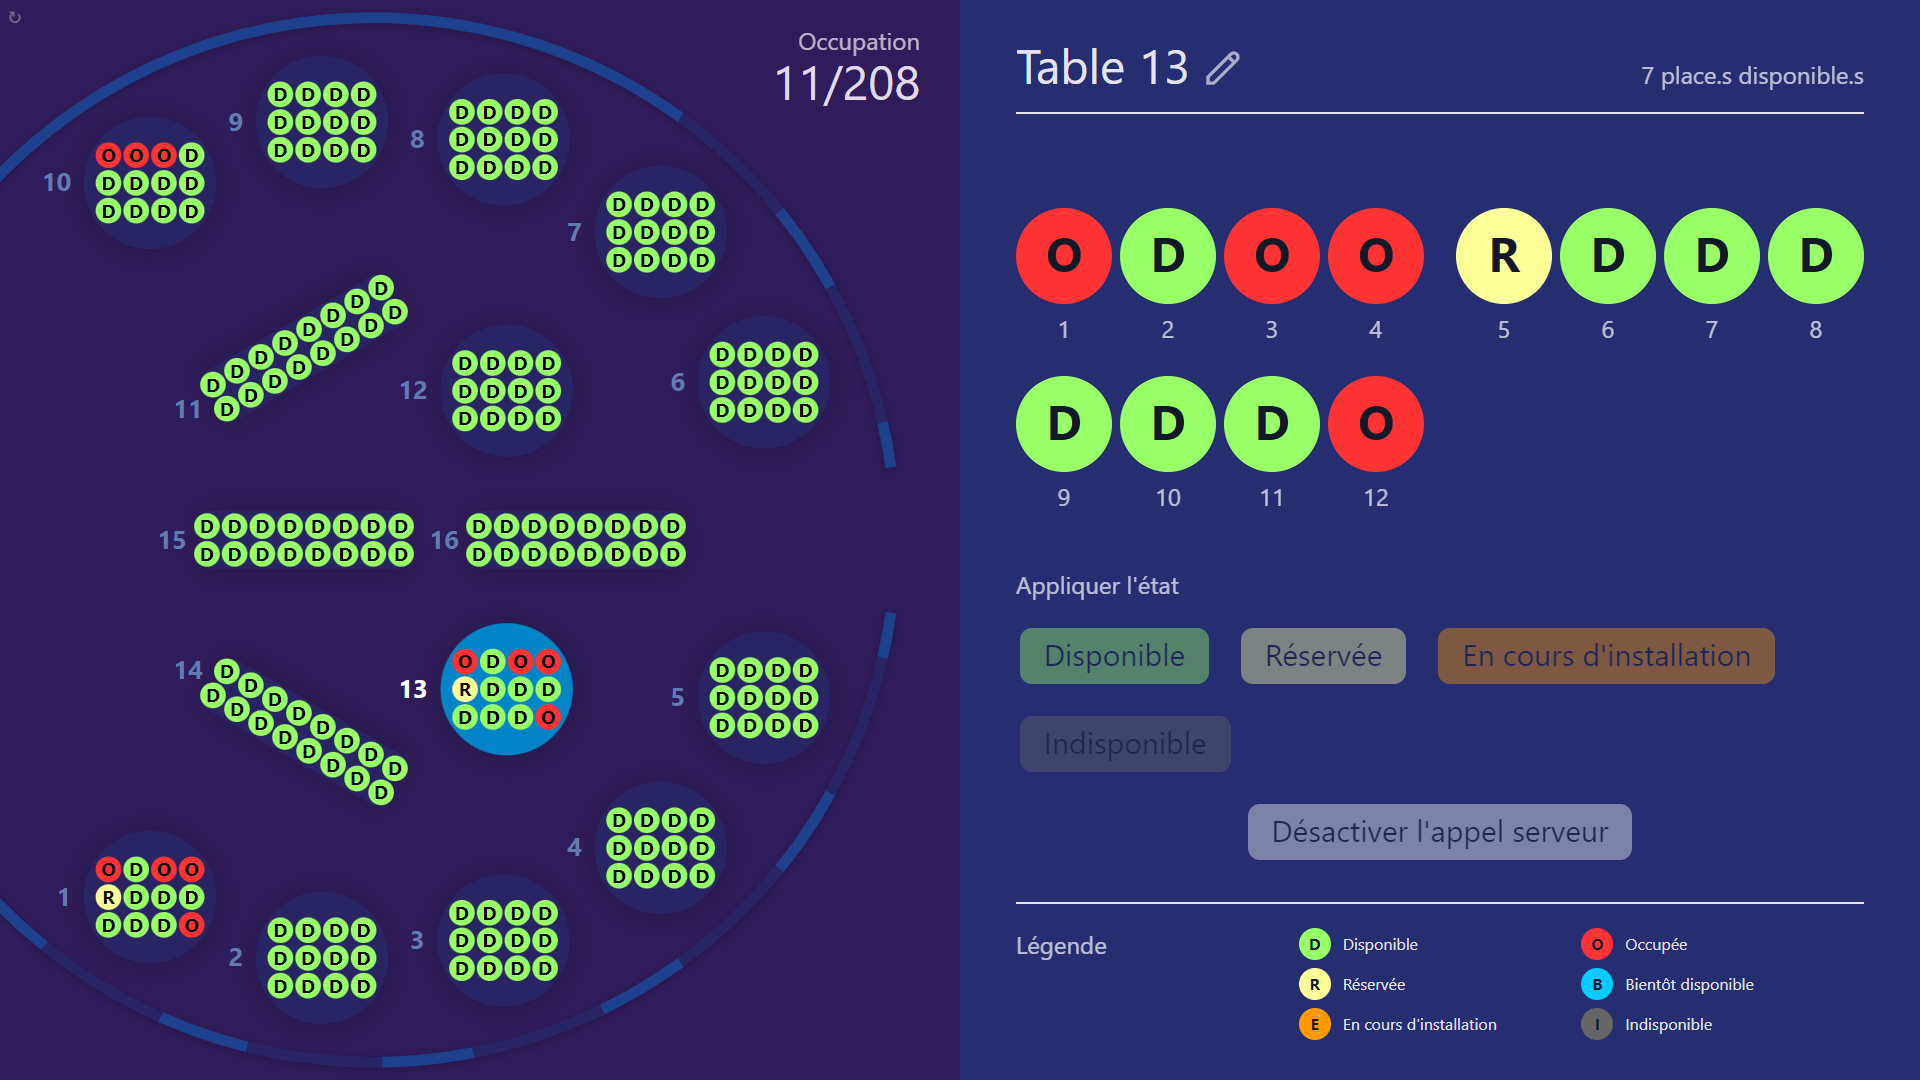 Occupation
11/208
9
D D D D
D D D D
D D D D
8
D D D D
D D D D
D D D D
10
O O O D
D D D D
D D D D
7
D D D D
D D D D
D D D D
11
D D D D D D D D
D D D D D D D D
12
D D D D
D D D D
D D D D
6
D D D D
D D D D
D D D D
15
D D D D D D D D
D D D D D D D D
16
D D D D D D D D
D D D D D D D D
14
D D D D D D D D
D D D D D D D D
13
O D O O
R D D D
D D D O
5
D D D D
D D D D
D D D D
4
D D D D
D D D D
D D D D
1
O D O O
R D D D
D D D O
2
D D D D
D D D D
D D D D
3
D D D D
D D D D
D D D D
Table 13
7 place.s disponible.s
O D O O R D D D
1 2 3 4 5 6 7 8
D D D O
9 10 11 12
Appliquer l'état
Disponible Réservée En cours d'installation
Indisponible
Désactiver l'appel serveur
Légende
D Disponible O Occupée
R Réservée B Bientôt disponible
E En cours d'installation I Indisponible